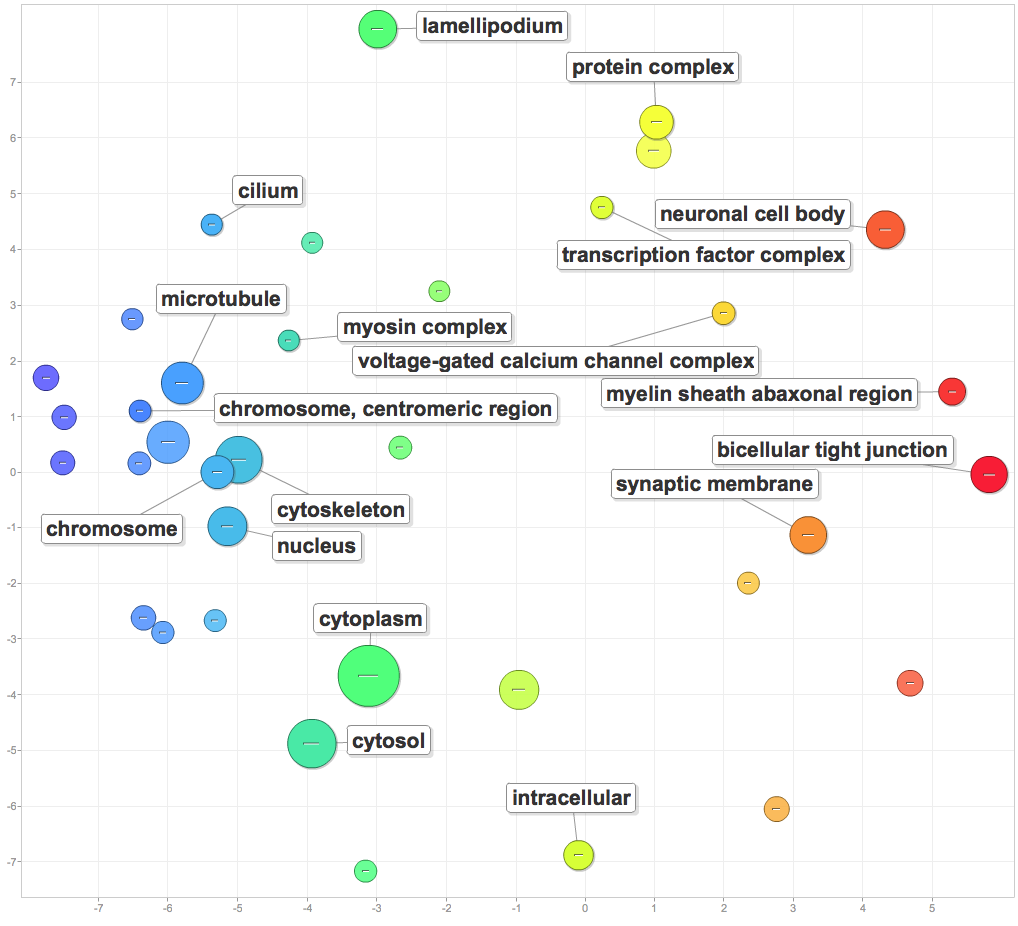 lamellipodium
protein complex
7
6
cilium
5
neuronal cell body
transcription factor complex
4
microtubule
3
myosin complex
voltage-gated calcium channel complex
2
myelin sheath abaxonal region
chromosome, centromeric region
1
bicellular tight junction
0
synaptic membrane
cytoskeleton
chromosome
-1
nucleus
-2
cytoplasm
-3
-4
cytosol
-5
intracellular
-6
-7
-7 -6 -5 -4 -3 -2 -1 0 1 2 3 4 5